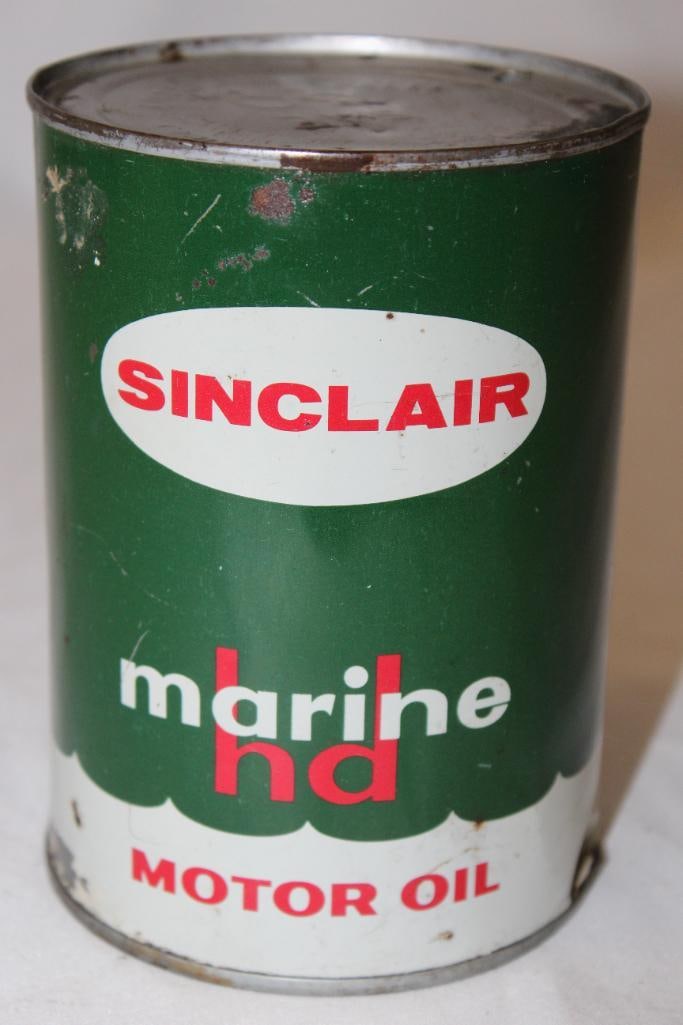 SINCLAIR
marine
hd
MOTOR OIL